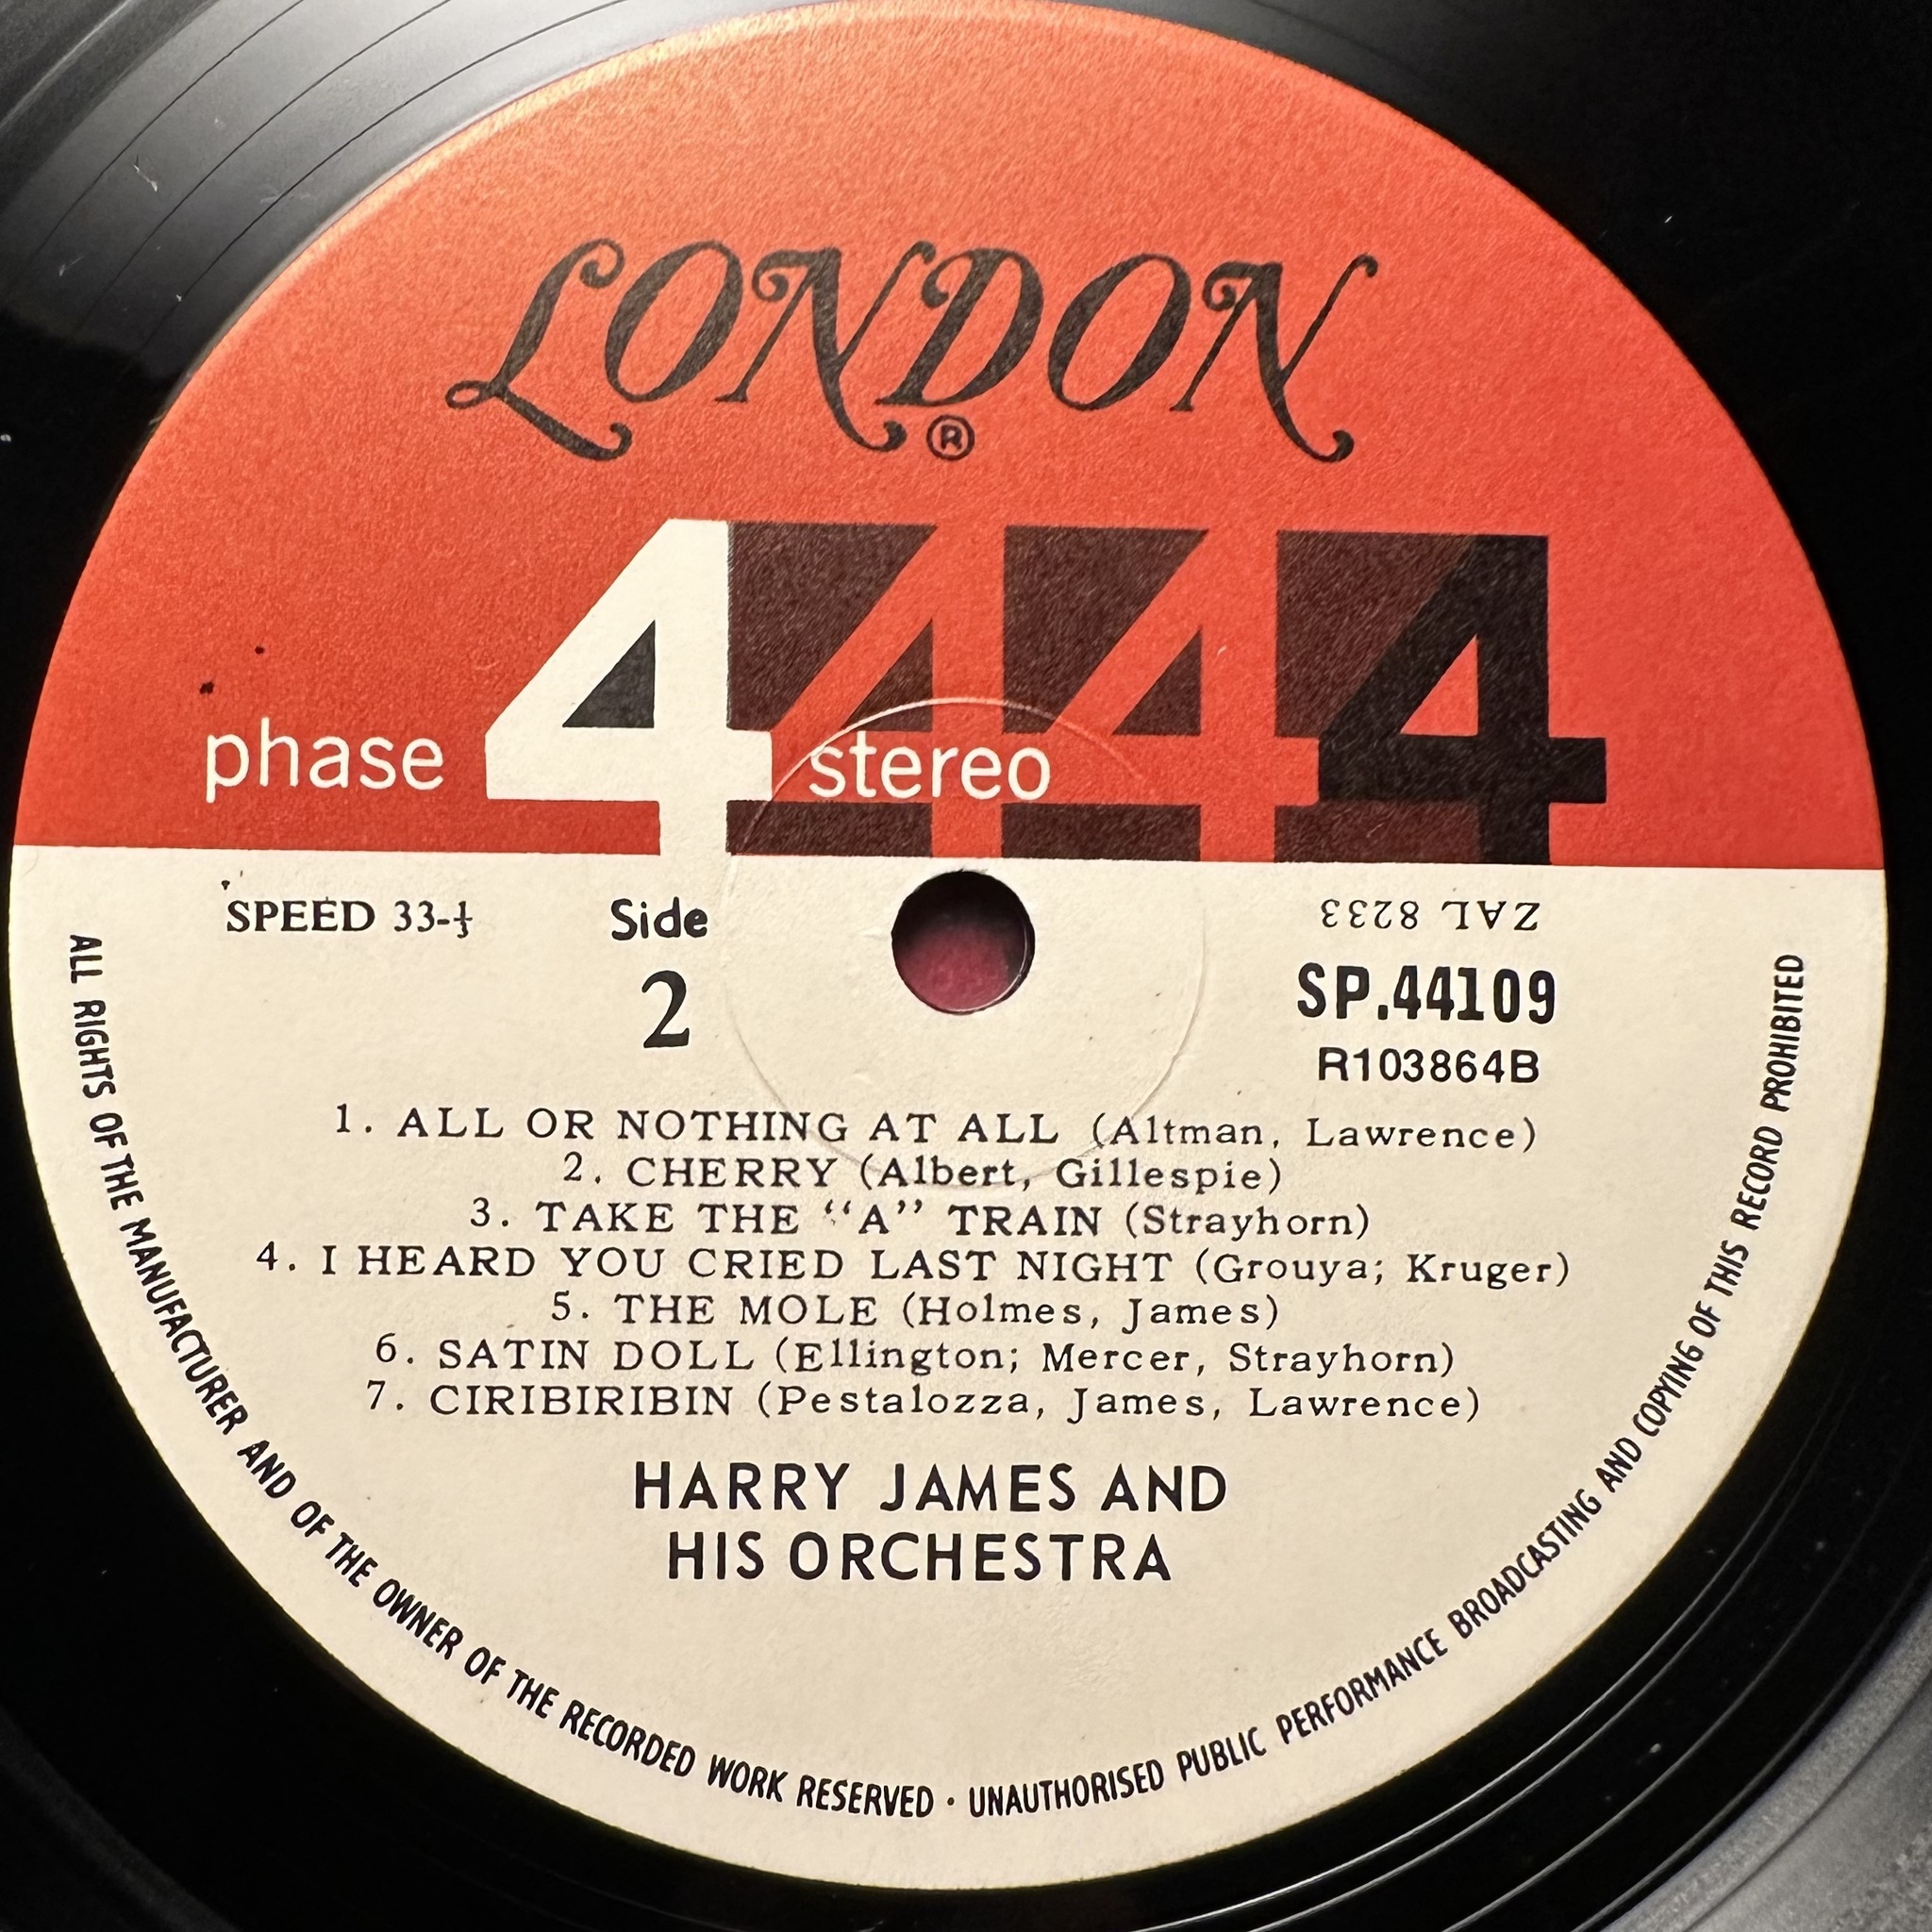 LONDON
®
4444
phase stereo
SPEED 33-⅓
Side
2
ZAL 8233
SP.44109
R103864B
1. ALL OR NOTHING AT ALL (Altman, Lawrence)
2. CHERRY (Albert, Gillespie)
3. TAKE THE “A” TRAIN (Strayhorn)
4. I HEARD YOU CRIED LAST NIGHT (Grouya; Kruger)
5. THE MOLE (Holmes, James)
6. SATIN DOLL (Ellington; Mercer, Strayhorn)
7. CIRIBIRIBIN (Pestalozza, James, Lawrence)
HARRY JAMES AND
HIS ORCHESTRA
ALL RIGHTS OF THE MANUFACTURER AND OF THE OWNER OF THE RECORDED WORK RESERVED · UNAUTHORISED PUBLIC PERFORMANCE BROADCASTING AND COPYING OF THIS RECORD PROHIBITED